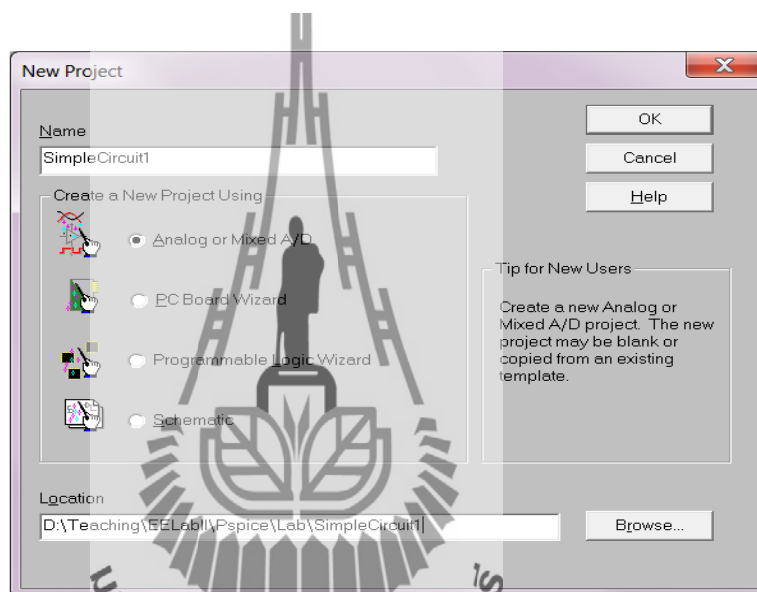 New Project
Name
SimpleCircuit1
Create a New Project Using
Analog or Mixed A/D
PC Board Wizard
Programmable Logic Wizard
Schematic
OK
Cancel
Help
Tip for New Users
Create a new Analog or
Mixed A/D project. The new
project may be blank or
copied from an existing
template.
Location
D:\Teaching\EELabII\Pspice\Lab\SimpleCircuit1
Browse...